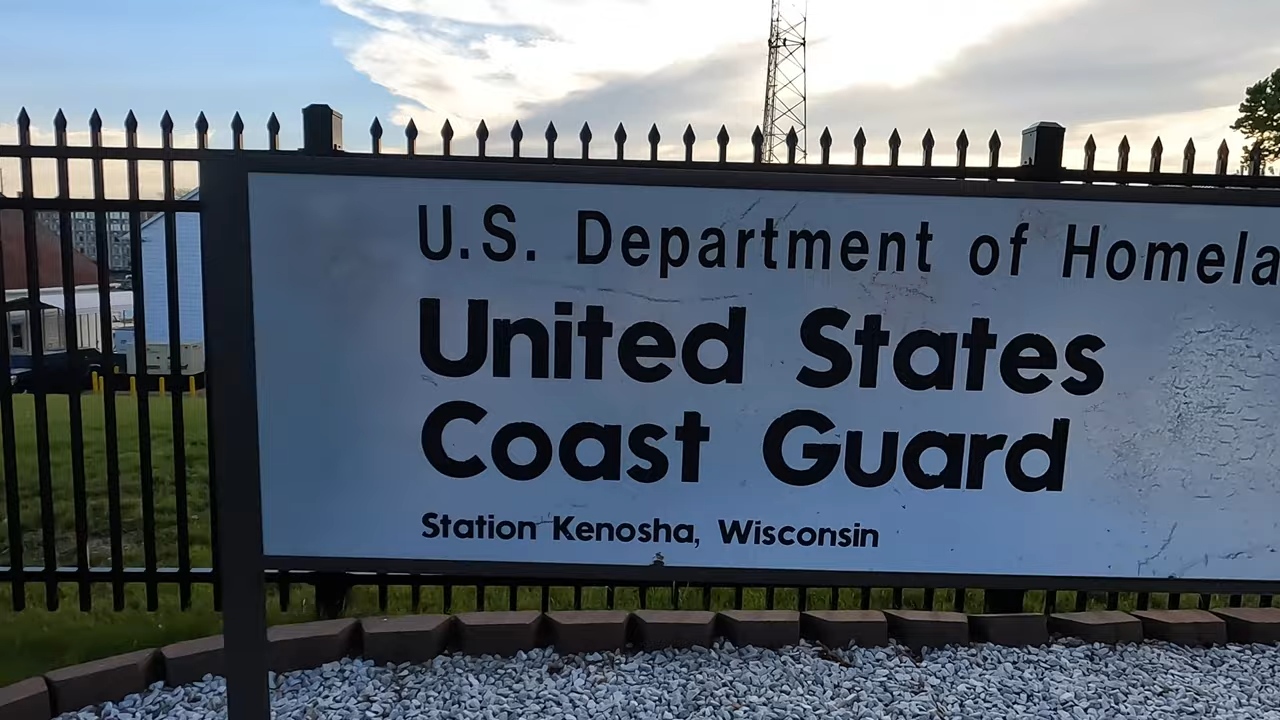 U.S. Department of Homela
United States
Coast Guard
Station Kenosha, Wisconsin